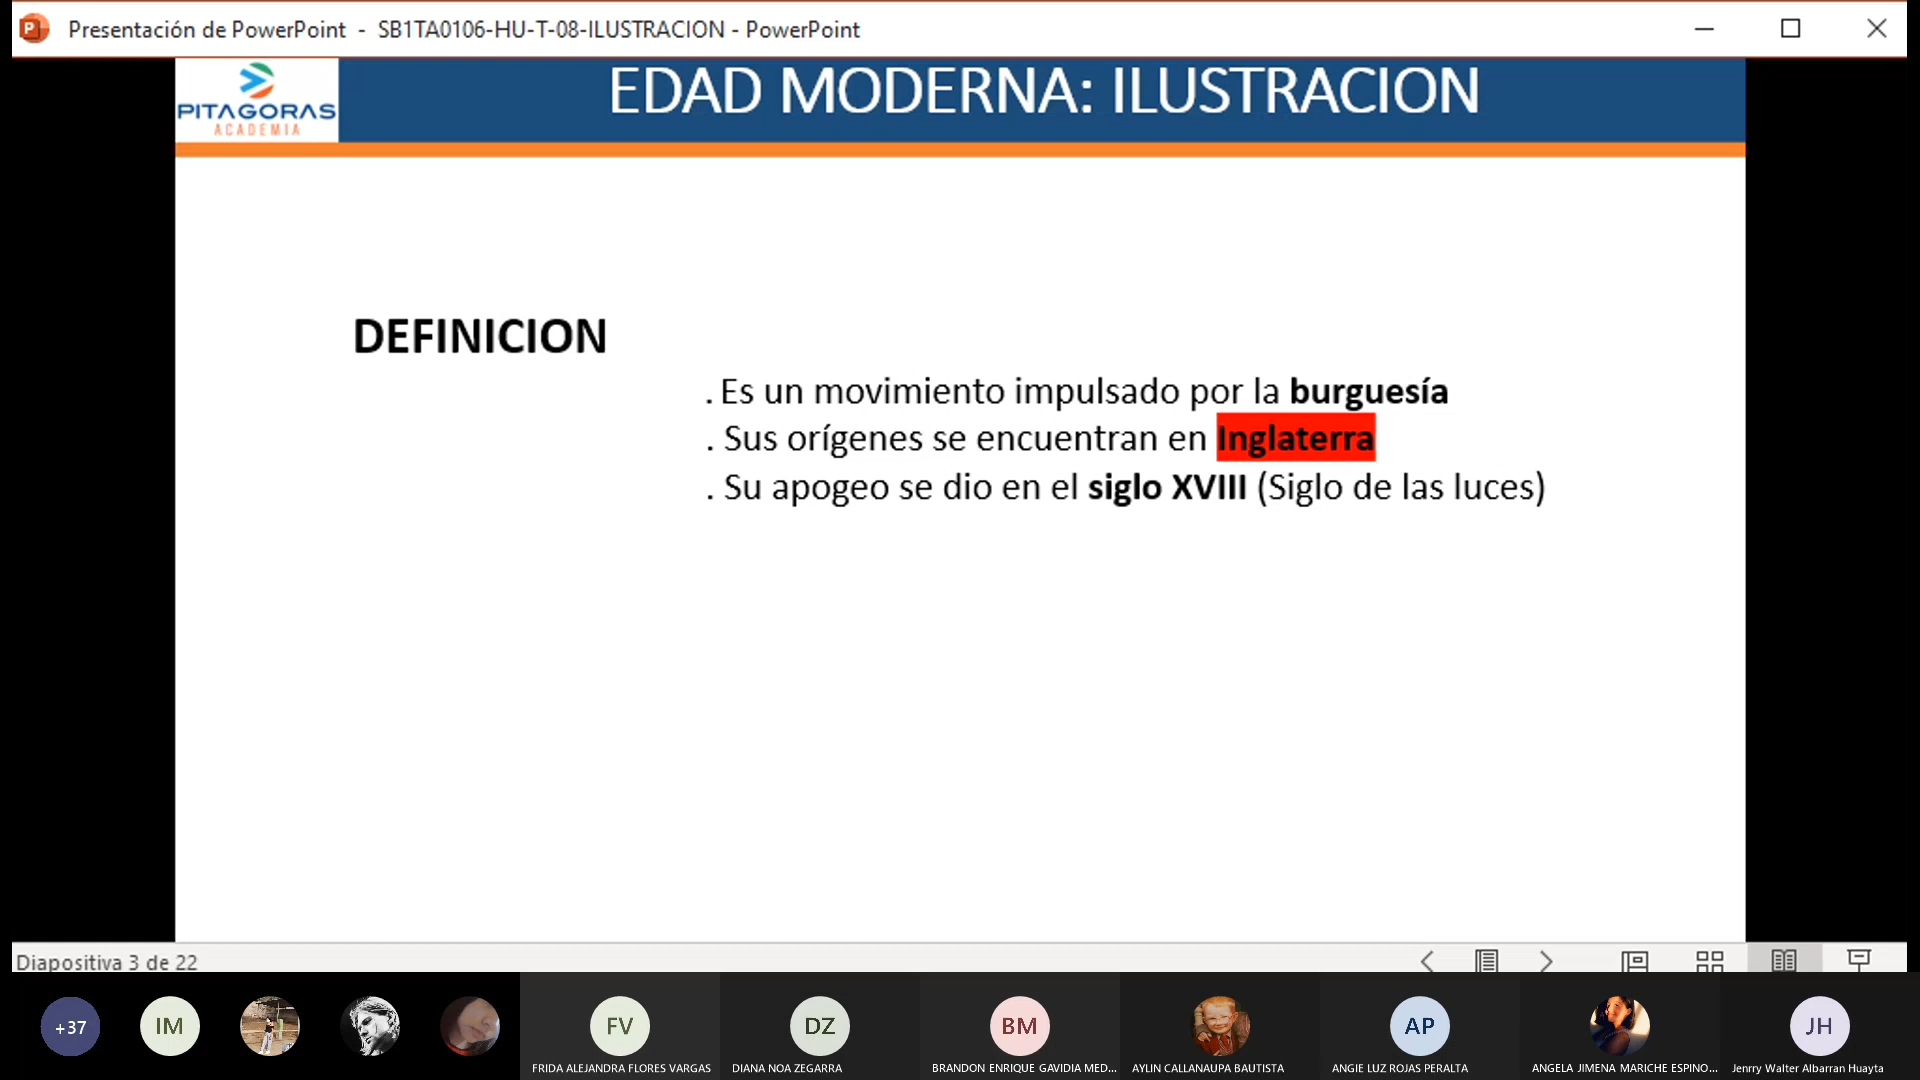 Presentación de PowerPoint - SB1TA0106-HU-T-08-ILUSTRACION - PowerPoint
PITAGORAS
ACADEMIA
EDAD MODERNA: ILUSTRACION
DEFINICION
. Es un movimiento impulsado por la burguesía
. Sus orígenes se encuentran en Inglaterra
. Su apogeo se dio en el siglo XVIII (Siglo de las luces)
Diapositiva 3 de 22
+37
IM
FV
DZ
BM
AP
JH
FRIDA ALEJANDRA FLORES VARGAS
DIANA NOA ZEGARRA
BRANDON ENRIQUE GAVIDIA MED...
AYLIN CALLANAUPA BAUTISTA
ANGIE LUZ ROJAS PERALTA
ANGELA JIMENA MARICHE ESPINO...
Jenrry Walter Albarran Huayta